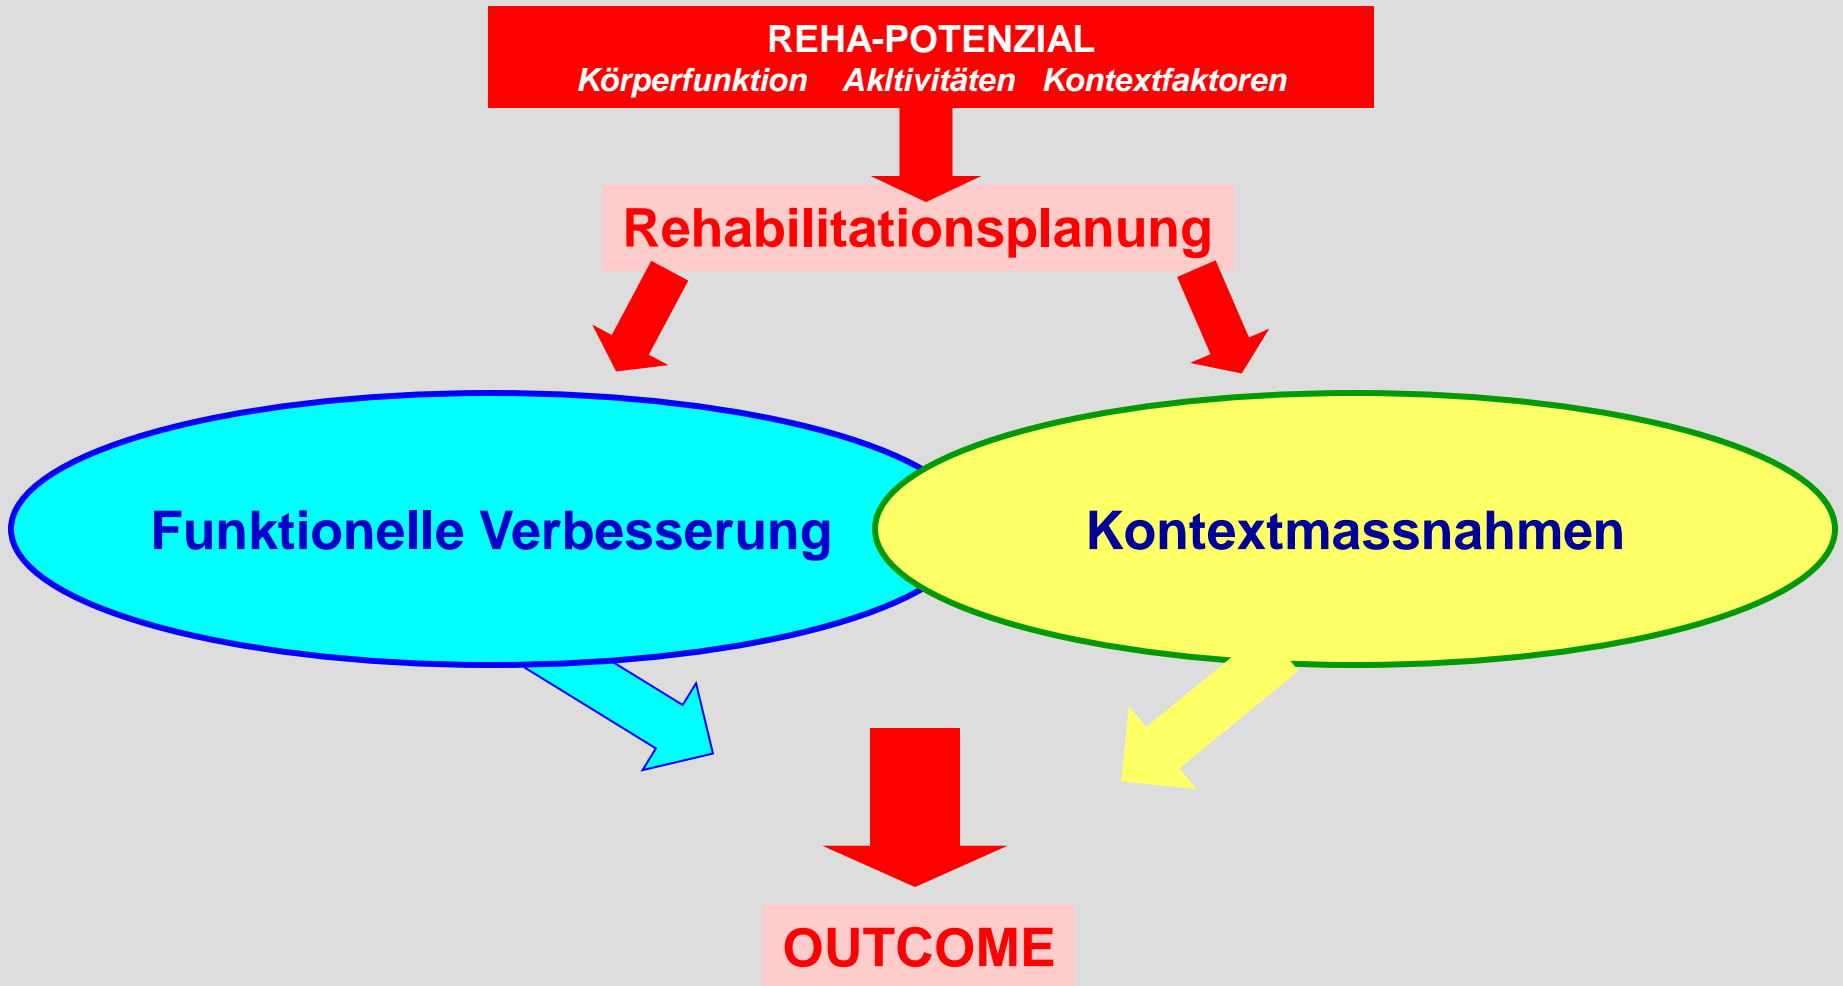 REHA-POTENZIAL
Körperfunktion Akltivitäten Kontextfaktoren
Rehabilitationsplanung
Funktionelle Verbesserung
Kontextmassnahmen
OUTCOME